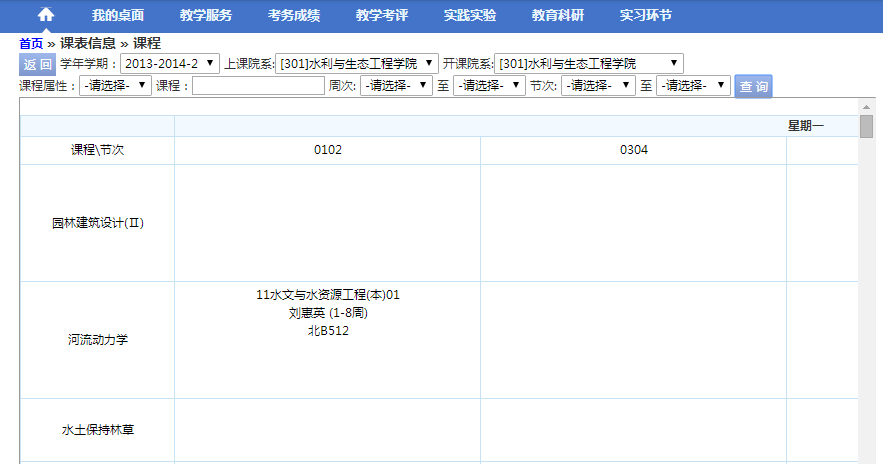 我的桌面 教学服务 考务成绩 教学考评 实践实验 教育科研 实习环节
首页 » 课表信息 » 课程
返 回 学年学期： 2013-2014-2 上课院系: [301]水利与生态工程学院 开课院系: [301]水利与生态工程学院
课程属性： -请选择- 课程： 周次: -请选择- 至 -请选择- 节次: -请选择- 至 -请选择- 查 询
星期一
课程\节次 0102 0304
园林建筑设计(Ⅱ)
11水文与水资源工程(本)01
刘惠英 (1-8周)
北B512
河流动力学
水土保持林草